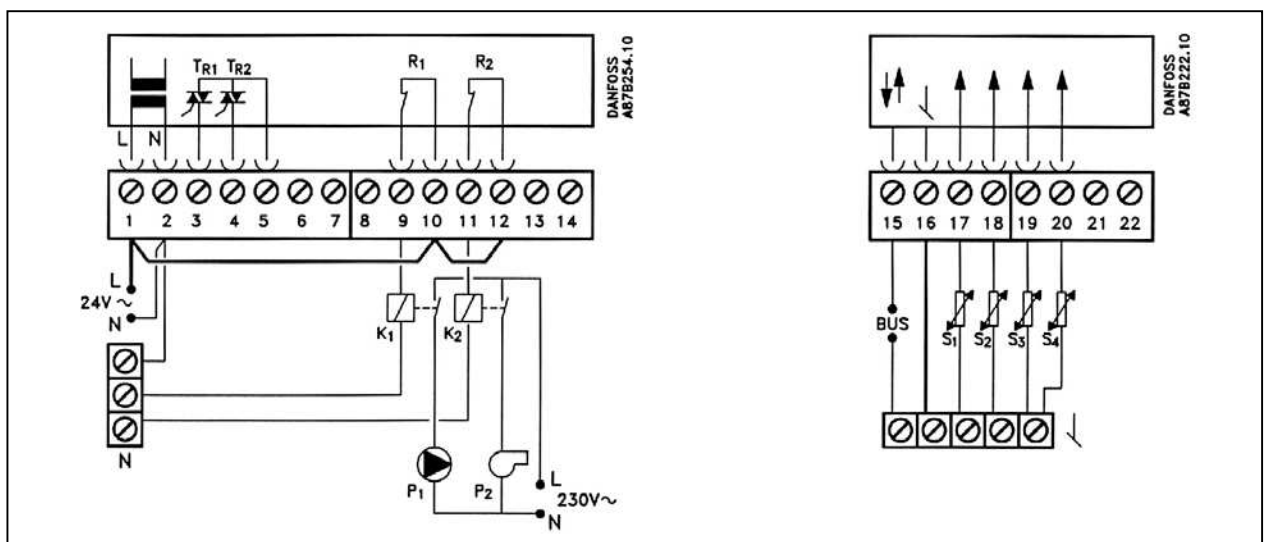 TR1 TR2 R1 R2
DANFOSS
A87B254.10
L N
1 2 3 4 5 6 7 8 9 10 11 12 13 14
L
24V ~
N
K1 K2
N
P1 P2
L
230V~
N
DANFOSS
A87B222.10
15 16 17 18 19 20 21 22
BUS
S1 S2 S3 S4